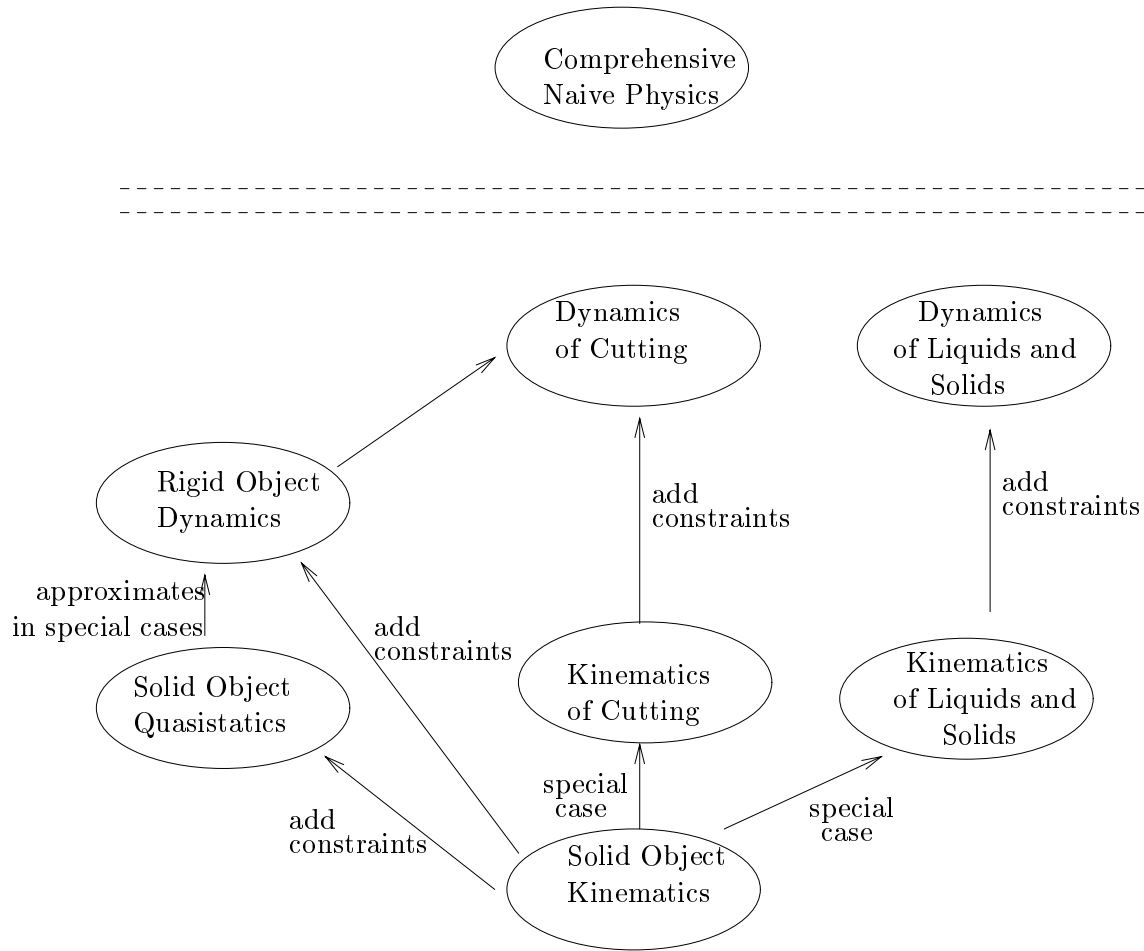 Comprehensive
Naive Physics
Dynamics
of Cutting
Dynamics
of Liquids and
Solids
Rigid Object
Dynamics
add
constraints
add
constraints
approximates
in special cases
add
constraints
Solid Object
Quasistatics
Kinematics
of Cutting
Kinematics
of Liquids and
Solids
special
case
special
case
add
constraints
Solid Object
Kinematics